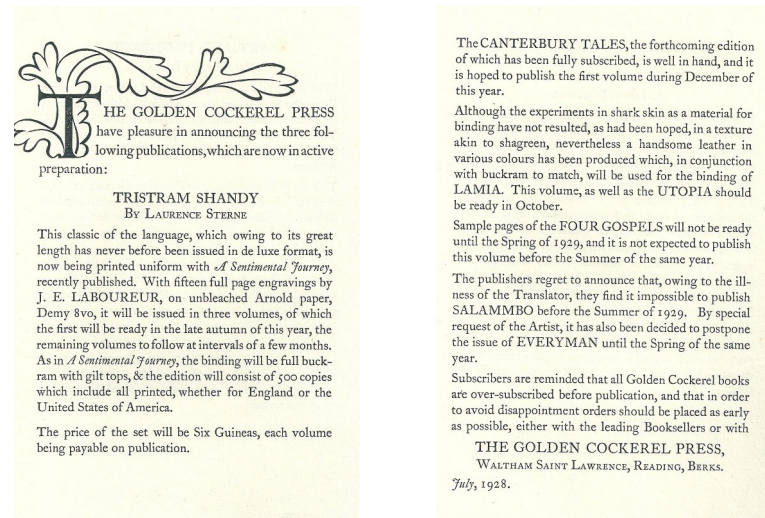 THE GOLDEN COCKEREL PRESS
have pleasure in announcing the three fol-
lowing publications, which are now in active
preparation:
TRISTRAM SHANDY
By Laurence Sterne
This classic of the language, which owing to its great
length has never before been issued in de luxe format, is
now being printed uniform with A Sentimental Journey,
recently published. With fifteen full page engravings by
J. E. LABOUREUR, on unbleached Arnold paper,
Demy 8vo, it will be issued in three volumes, of which
the first will be ready in the late autumn of this year, the
remaining volumes to follow at intervals of a few months.
As in A Sentimental Journey, the binding will be full buck-
ram with gilt tops, & the edition will consist of 500 copies
which include all printed, whether for England or the
United States of America.
The price of the set will be Six Guineas, each volume
being payable on publication.
The CANTERBURY TALES, the forthcoming edition
of which has been fully subscribed, is well in hand, and it
is hoped to publish the first volume during December of
this year.
Although the experiments in shark skin as a material for
binding have not resulted, as had been hoped, in a texture
akin to shagreen, nevertheless a handsome leather in
various colours has been produced which, in conjunction
with buckram to match, will be used for the binding of
LAMIA. This volume, as well as the UTOPIA should
be ready in October.
Sample pages of the FOUR GOSPELS will not be ready
until the Spring of 1929, and it is not expected to publish
this volume before the Summer of the same year.
The publishers regret to announce that, owing to the ill-
ness of the Translator, they find it impossible to publish
SALAMMBO before the Summer of 1929. By special
request of the Artist, it has also been decided to postpone
the issue of EVERYMAN until the Spring of the same
year.
Subscribers are reminded that all Golden Cockerel books
are over-subscribed before publication, and that in order
to avoid disappointment orders should be placed as early
as possible, either with the leading Booksellers or with
THE GOLDEN COCKEREL PRESS,
Waltham Saint Lawrence, Reading, Berks.
July, 1928.